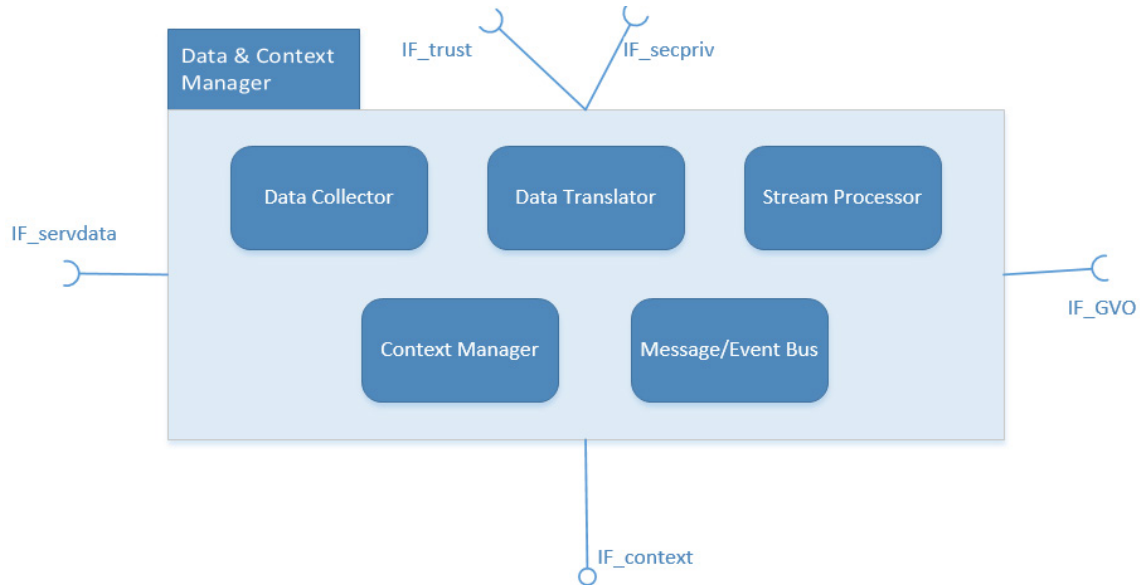 IF_trust
IF_secpriv
Data & Context
Manager
Data Collector
Data Translator
Stream Processor
IF_servdata
IF_GVO
Context Manager
Message/Event Bus
IF_context